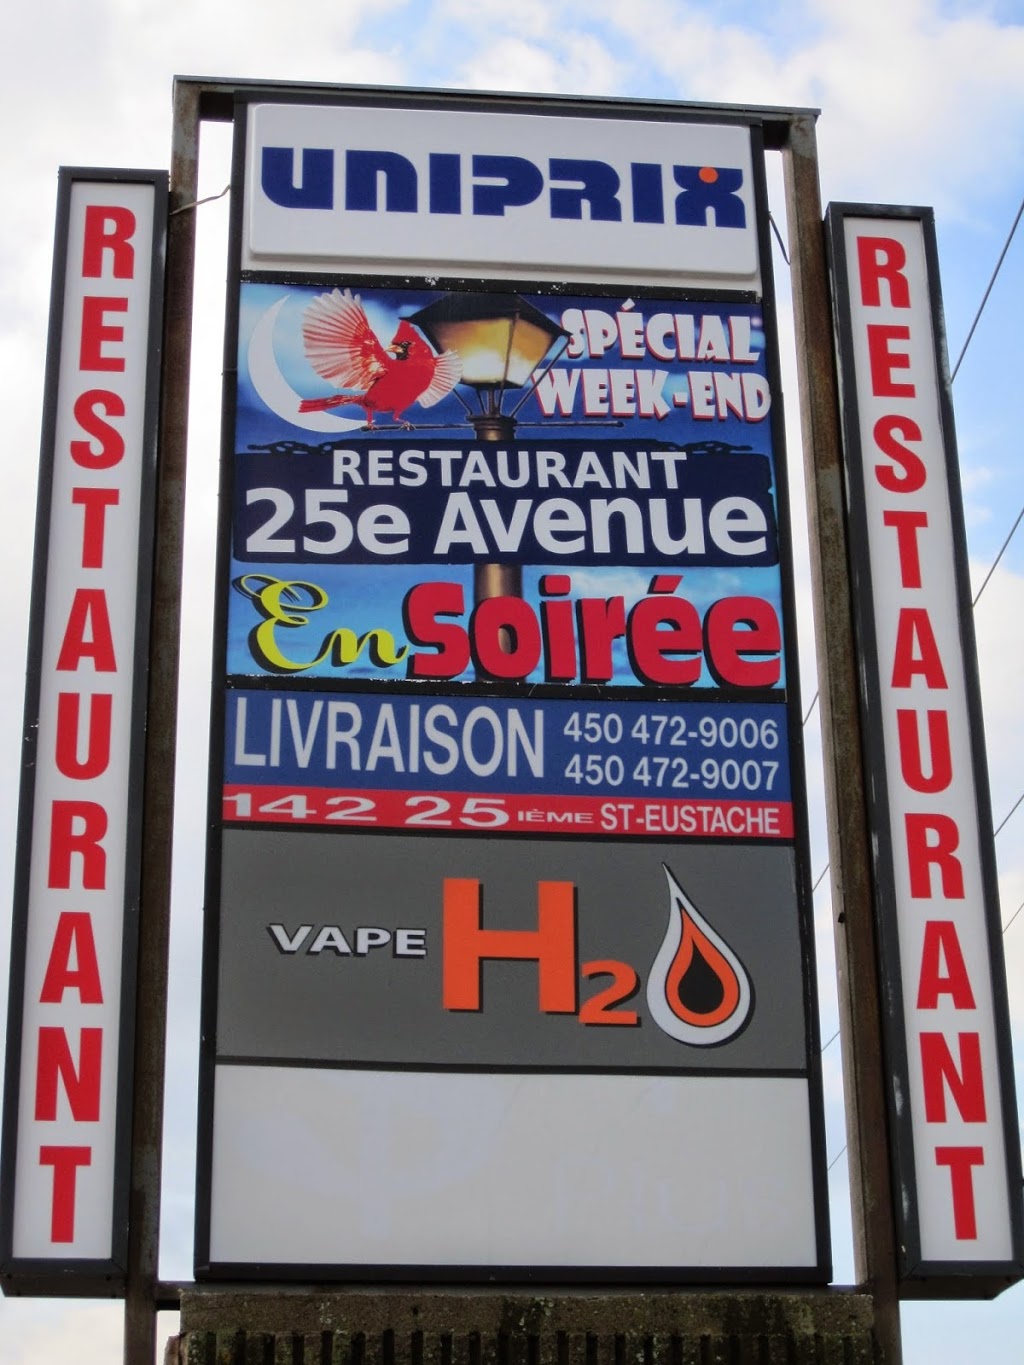 UNIPRIX
SPÉCIAL
WEEK-END
RESTAURANT
25e Avenue
En Soirée
LIVRAISON
450 472-9006
450 472-9007
142 25 IÈME ST-EUSTACHE
VAPE H2O
RESTAURANT
RESTAURANT